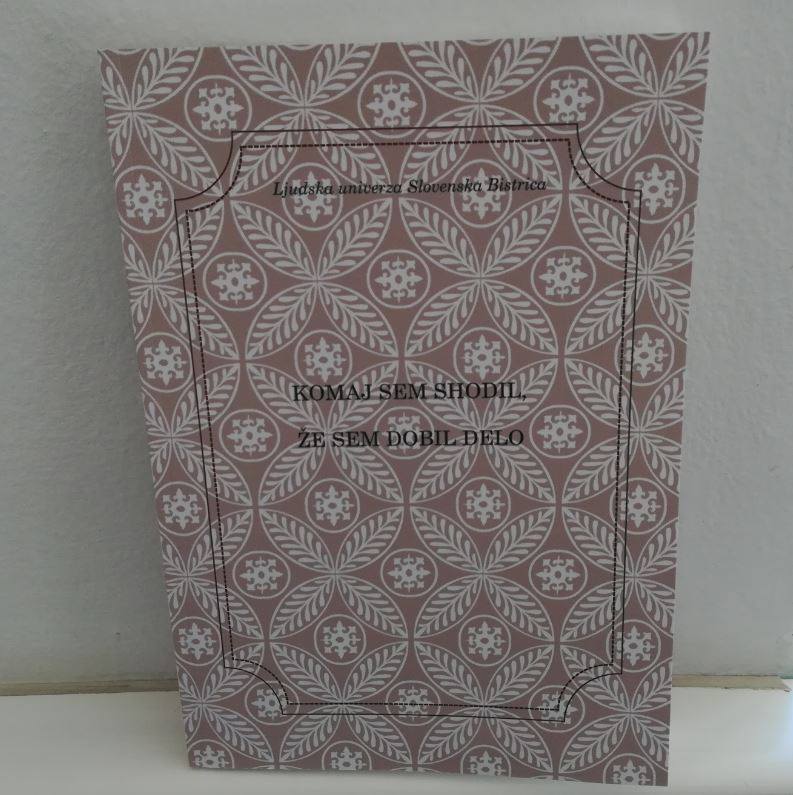 Ljudska univerza Slovenska Bistrica
KOMAJ SEM SHODIL,
ŽE SEM DOBIL DELO